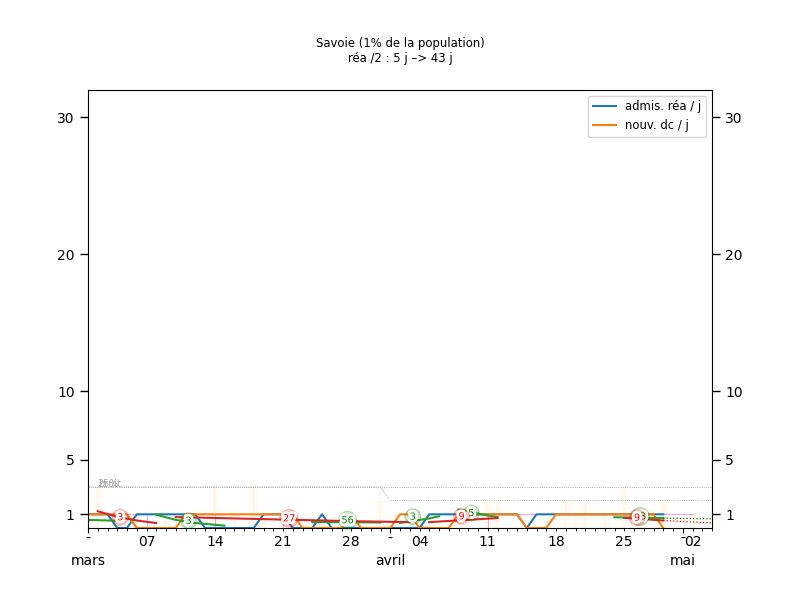 Savoie (1% de la population)
réa /2 : 5 j –> 43 j
admis. réa / j
nouv. dc / j
30 30
20 20
10 10
5 5
1 1
3 3 27 56 3 9 5 9
- 07 14 21 28 - 04 11 18 25 - 02
mars avril mai